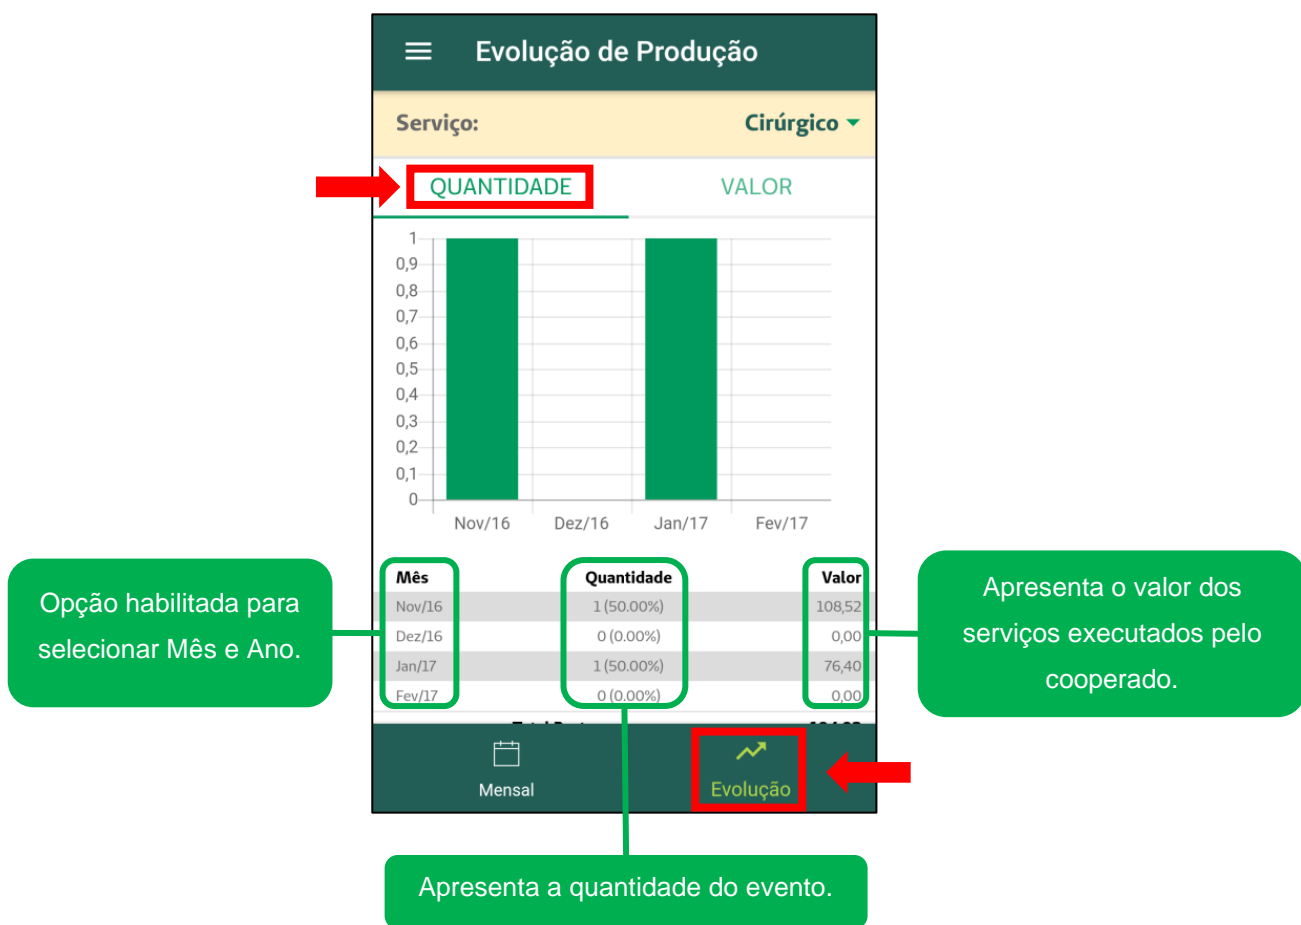 Evolução de Produção
Serviço: Cirúrgico
QUANTIDADE VALOR
1
0,9
0,8
0,7
0,6
0,5
0,4
0,3
0,2
0,1
0
Nov/16 Dez/16 Jan/17 Fev/17
Mês Quantidade Valor
Nov/16 1 (50.00%) 108,52
Dez/16 0 (0.00%) 0,00
Jan/17 1 (50.00%) 76,40
Fev/17 0 (0.00%) 0,00
Mensal Evolução
Opção habilitada para
selecionar Mês e Ano.
Apresenta o valor dos
serviços executados pelo
cooperado.
Apresenta a quantidade do evento.